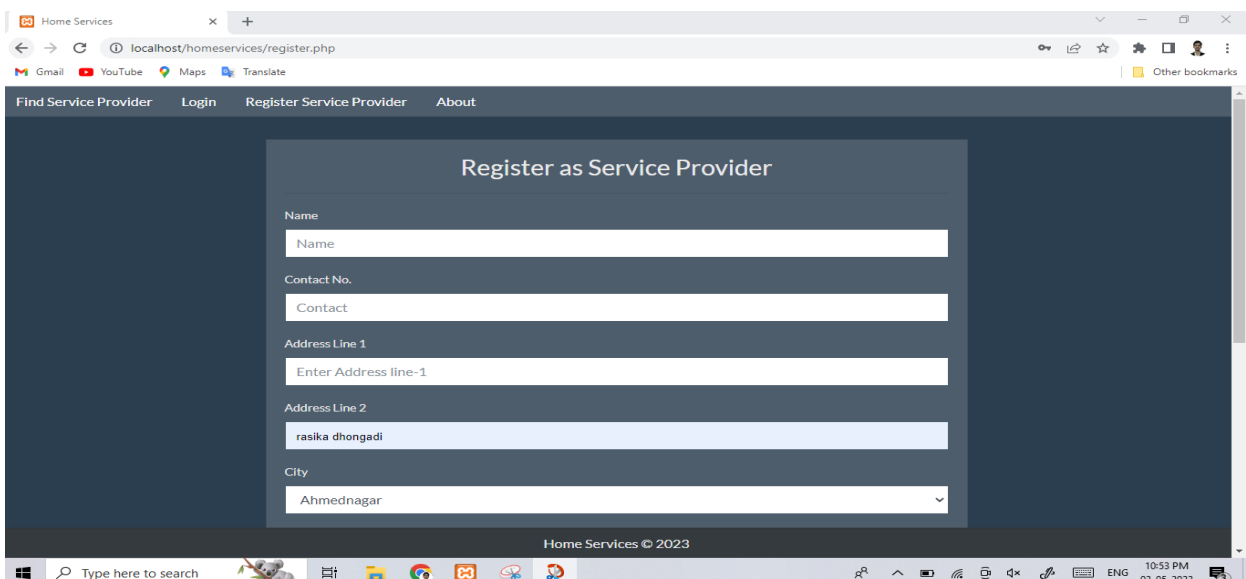 Home Services
localhost/homeservices/register.php
Gmail YouTube Maps Translate Other bookmarks
Find Service Provider Login Register Service Provider About
Register as Service Provider
Name
Name
Contact No.
Contact
Address Line 1
Enter Address line-1
Address Line 2
rasika dhongadi
City
Ahmednagar
Home Services © 2023
Type here to search ENG 10:53 PM